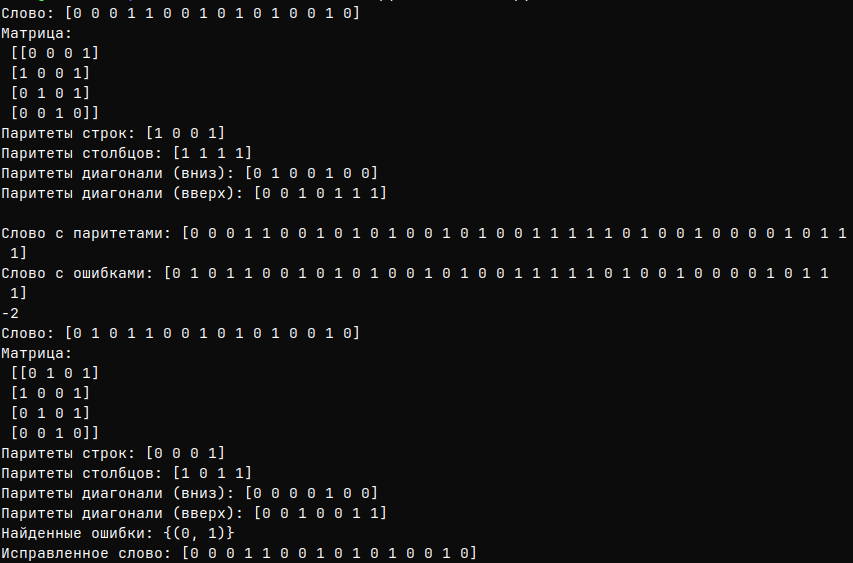 Слово: [0 0 0 1 1 0 0 1 0 1 0 1 0 0 1 0]
Матрица:
[[0 0 0 1]
[1 0 0 1]
[0 1 0 1]
[0 0 1 0]]
Паритеты строк: [1 0 0 1]
Паритеты столбцов: [1 1 1 1]
Паритеты диагонали (вниз): [0 1 0 0 1 0 0]
Паритеты диагонали (вверх): [0 0 1 0 1 1 1]
Слово с паритетами: [0 0 0 1 1 0 0 1 0 1 0 1 0 0 1 0 1 0 0 1 1 1 1 1 0 1 0 0 1 0 0 0 0 1 0 1 1
1]
Слово с ошибками: [0 1 0 1 1 0 0 1 0 1 0 1 0 0 1 0 1 0 0 1 1 1 1 1 0 1 0 0 1 0 0 0 0 1 0 1 1
1]
-2
Слово: [0 1 0 1 1 0 0 1 0 1 0 1 0 0 1 0]
Матрица:
[[0 1 0 1]
[1 0 0 1]
[0 1 0 1]
[0 0 1 0]]
Паритеты строк: [0 0 0 1]
Паритеты столбцов: [1 0 1 1]
Паритеты диагонали (вниз): [0 0 0 0 1 0 0]
Паритеты диагонали (вверх): [0 0 1 0 0 1 1]
Найденные ошибки: {(0, 1)}
Исправленное слово: [0 0 0 1 1 0 0 1 0 1 0 1 0 0 1 0]